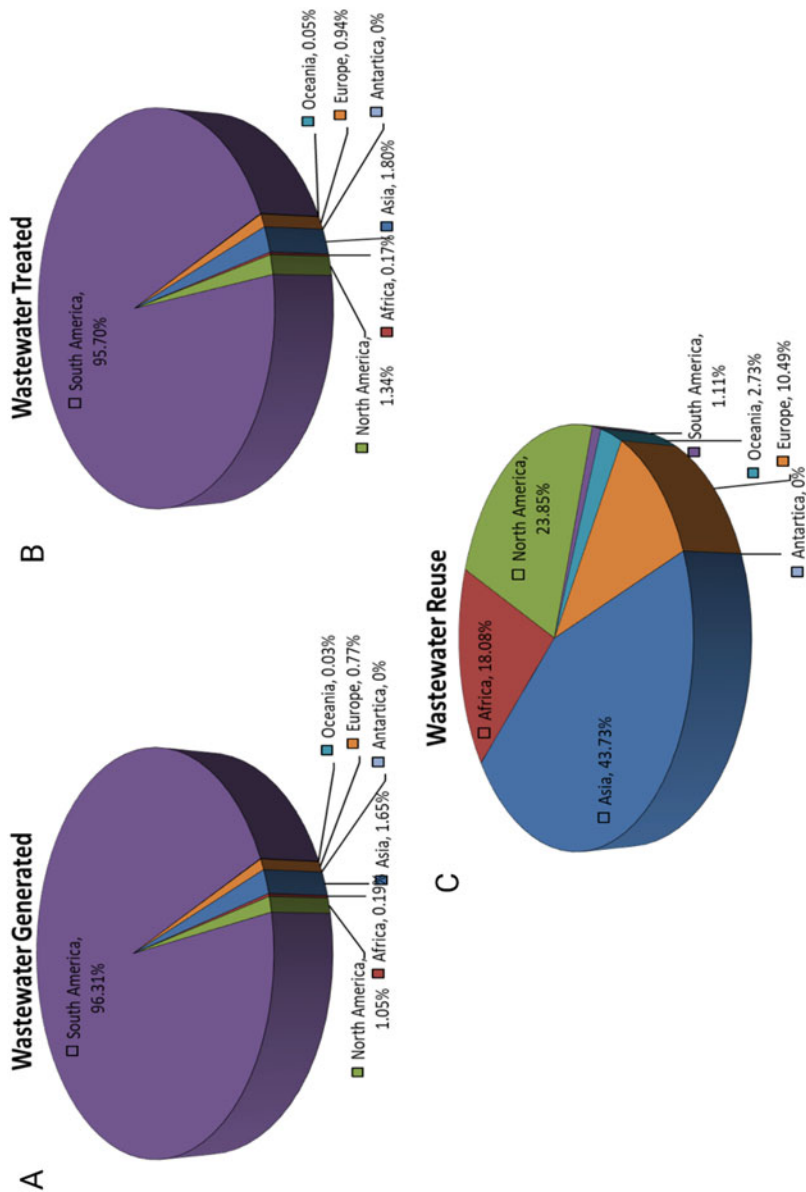 A
Wastewater Generated
South America,
96.31%
Oceania, 0.03%
Europe, 0.77%
Antartica, 0%
Asia, 1.65%
Africa, 0.19%
North America,
1.05%
B
Wastewater Treated
South America,
95.70%
Oceania, 0.05%
Europe, 0.94%
Antartica, 0%
Asia, 1.80%
Africa, 0.17%
North America,
1.34%
C
Wastewater Reuse
Africa, 18.08%
North America,
23.85%
Asia, 43.73%
South America,
1.11%
Oceania, 2.73%
Europe, 10.49%
Antartica, 0%